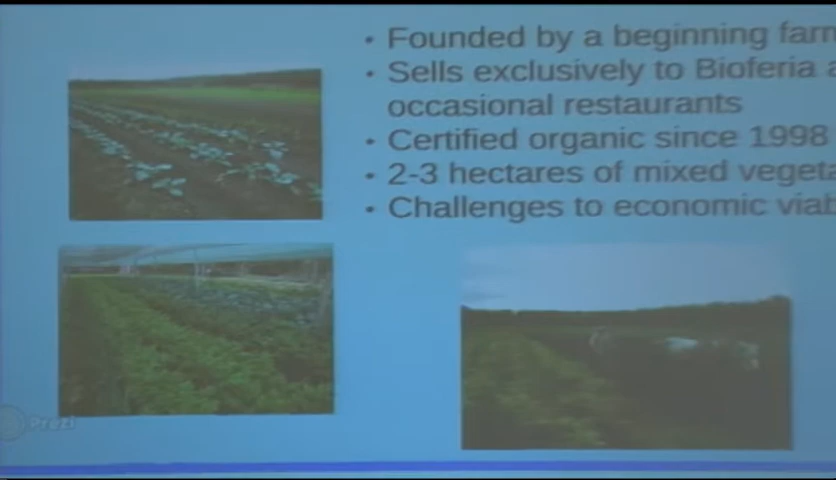 • Founded by a beginning farm
• Sells exclusively to Bioferia a
occasional restaurants
• Certified organic since 1998
• 2-3 hectares of mixed vegeta
• Challenges to economic viab
Prezi